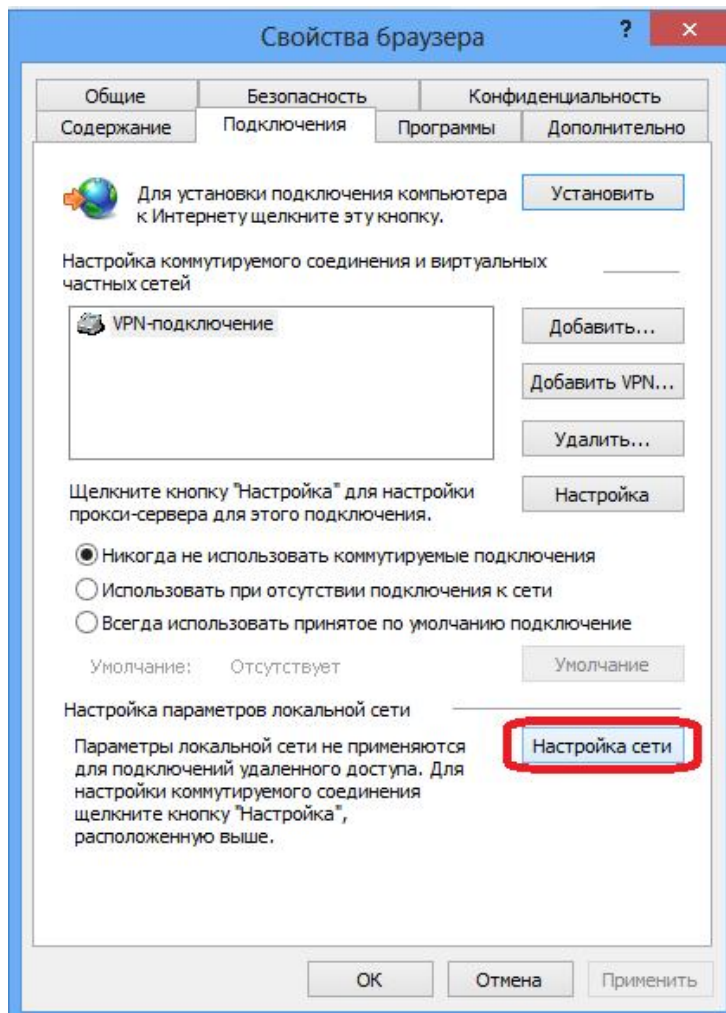 Свойства браузера
?
×
Общие
Безопасность
Конфиденциальность
Содержание
Подключения
Программы
Дополнительно
Для установки подключения компьютера
к Интернету щелкните эту кнопку.
Установить
Настройка коммутируемого соединения и виртуальных
частных сетей
VPN-подключение
Добавить...
Добавить VPN...
Удалить...
Щелкните кнопку "Настройка" для настройки
прокси-сервера для этого подключения.
Настройка
Никогда не использовать коммутируемые подключения
Использовать при отсутствии подключения к сети
Всегда использовать принятое по умолчанию подключение
Умолчание:
Отсутствует
Умолчание
Настройка параметров локальной сети
Параметры локальной сети не применяются
для подключений удаленного доступа. Для
настройки коммутируемого соединения
щелкните кнопку "Настройка",
расположенную выше.
Настройка сети
ОК
Отмена
Применить